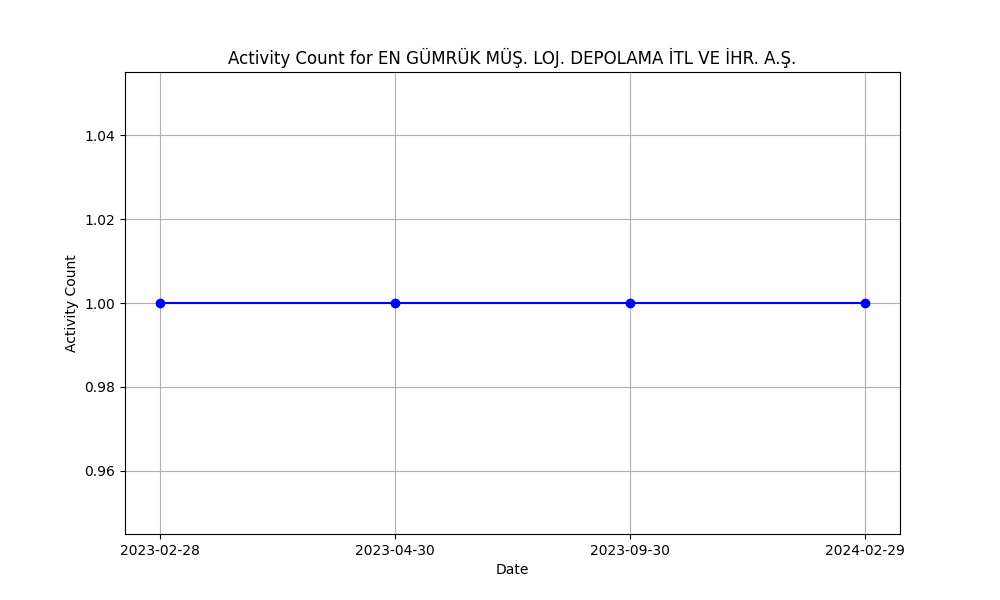 Activity Count for EN GÜMRÜK MÜŞ. LOJ. DEPOLAMA İTL VE İHR. A.Ş.
1.04
1.02
1.00
0.98
0.96
Activity Count
2023-02-28 2023-04-30 2023-09-30 2024-02-29
Date